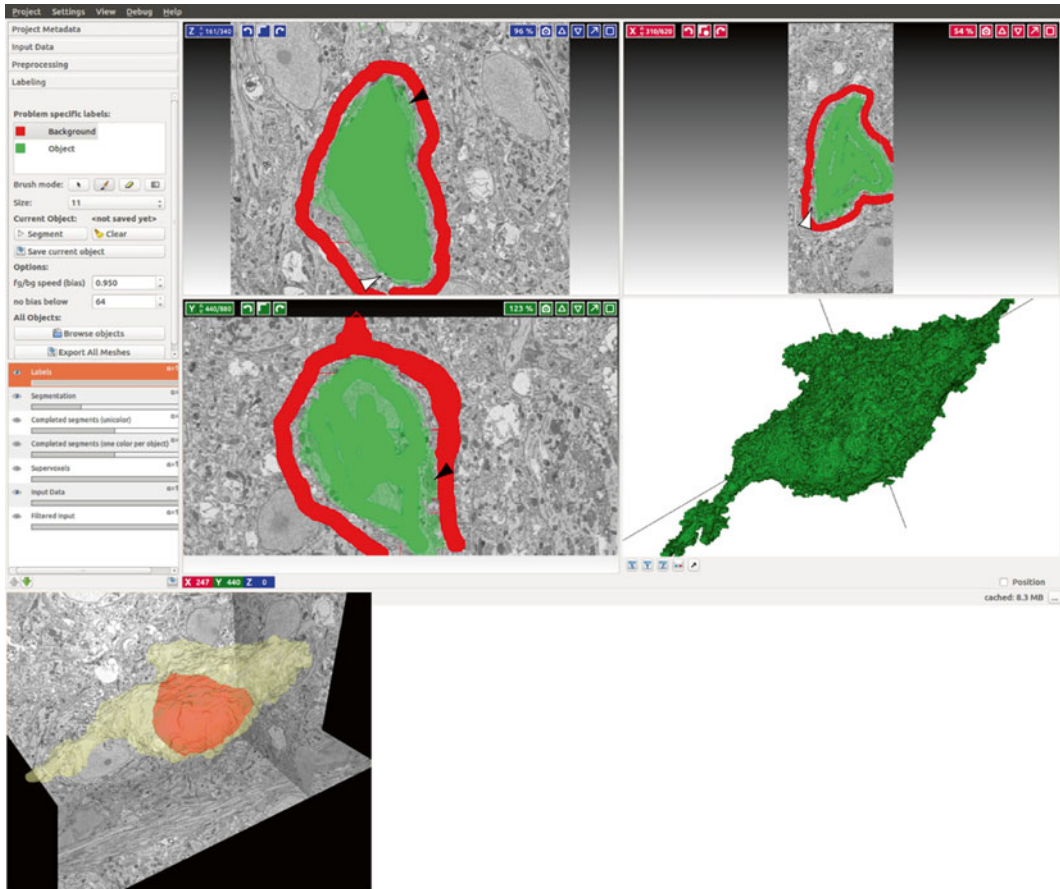 Project Settings View Debug Help
Project Metadata
Input Data
Preprocessing
Labeling
Problem specific labels:
Background
Object
Brush mode:
Size: 11
Current Object: <not saved yet>
Segment Clear
Save current object
Options:
fg/bg speed (bias) 0.950
no bias below 64
All Objects:
Browse objects
Export All Meshes
Labels
Segmentation
Completed segments (unicolor)
Completed segments (one color per object)
Supervoxels
Input Data
Filtered Input
Z 161/340 96 %
X 310/620 54 %
Y 440/880 123 %
X 247 Y 440 Z 0
Position
cached: 8.3 MB